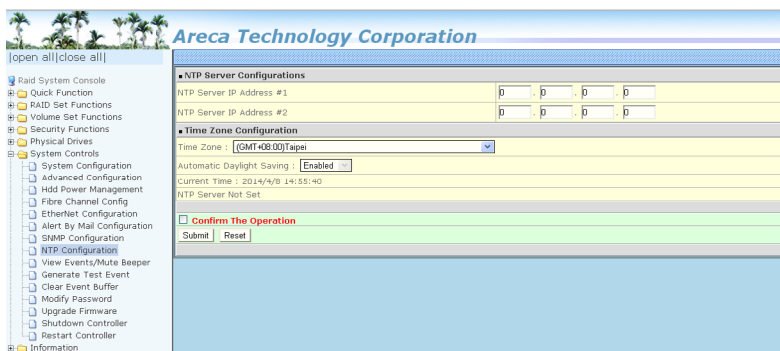 Areca Technology Corporation
|open all|close all|
Raid System Console
Quick Function
RAID Set Functions
Volume Set Functions
Security Functions
Physical Drives
System Controls
System Configuration
Advanced Configuration
Hdd Power Management
Fibre Channel Config
EtherNet Configuration
Alert By Mail Configuration
SNMP Configuration
NTP Configuration
View Events/Mute Beeper
Generate Test Event
Clear Event Buffer
Modify Password
Upgrade Firmware
Shutdown Controller
Restart Controller
Information
▪ NTP Server Configurations
NTP Server IP Address #1 0 . 0 . 0 . 0
NTP Server IP Address #2 0 . 0 . 0 . 0
▪ Time Zone Configuration
Time Zone : (GMT+08:00)Taipei
Automatic Daylight Saving : Enabled
Current Time : 2014/4/8 14:55:40
NTP Server Not Set
Confirm The Operation
Submit Reset